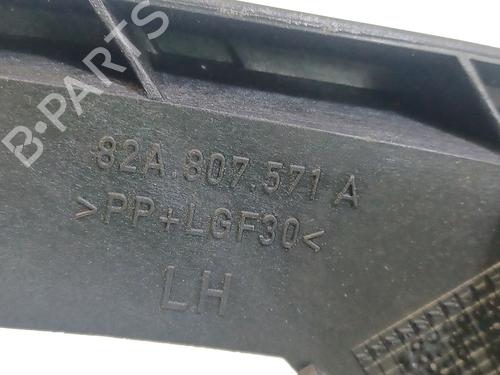 B-PARTS
82A.807.571 A
>PP+LGF30<
LH